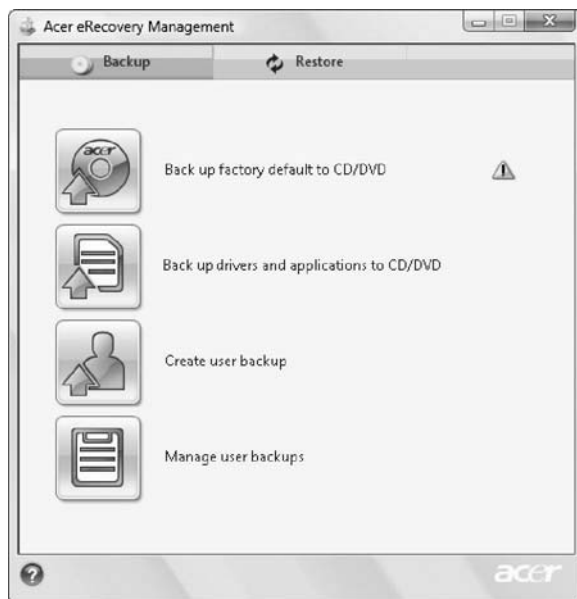 Acer eRecovery Management
Backup
Restore
acer
Back up factory default to CD/DVD
Back up drivers and applications to CD/DVD
Create user backup
Manage user backups
?
acer